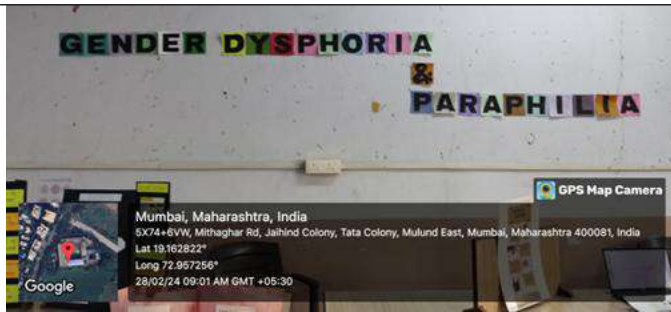 GENDER DYSPHORIA
&
PARAPHILIA
GPS Map Camera
Mumbai, Maharashtra, India
5X74+6VW, Mithaghar Rd, Jaihind Colony, Tata Colony, Mulund East, Mumbai, Maharashtra 400081, India
Lat 19.162822°
Long 72.957256°
28/02/24 09:01 AM GMT +05:30
Google